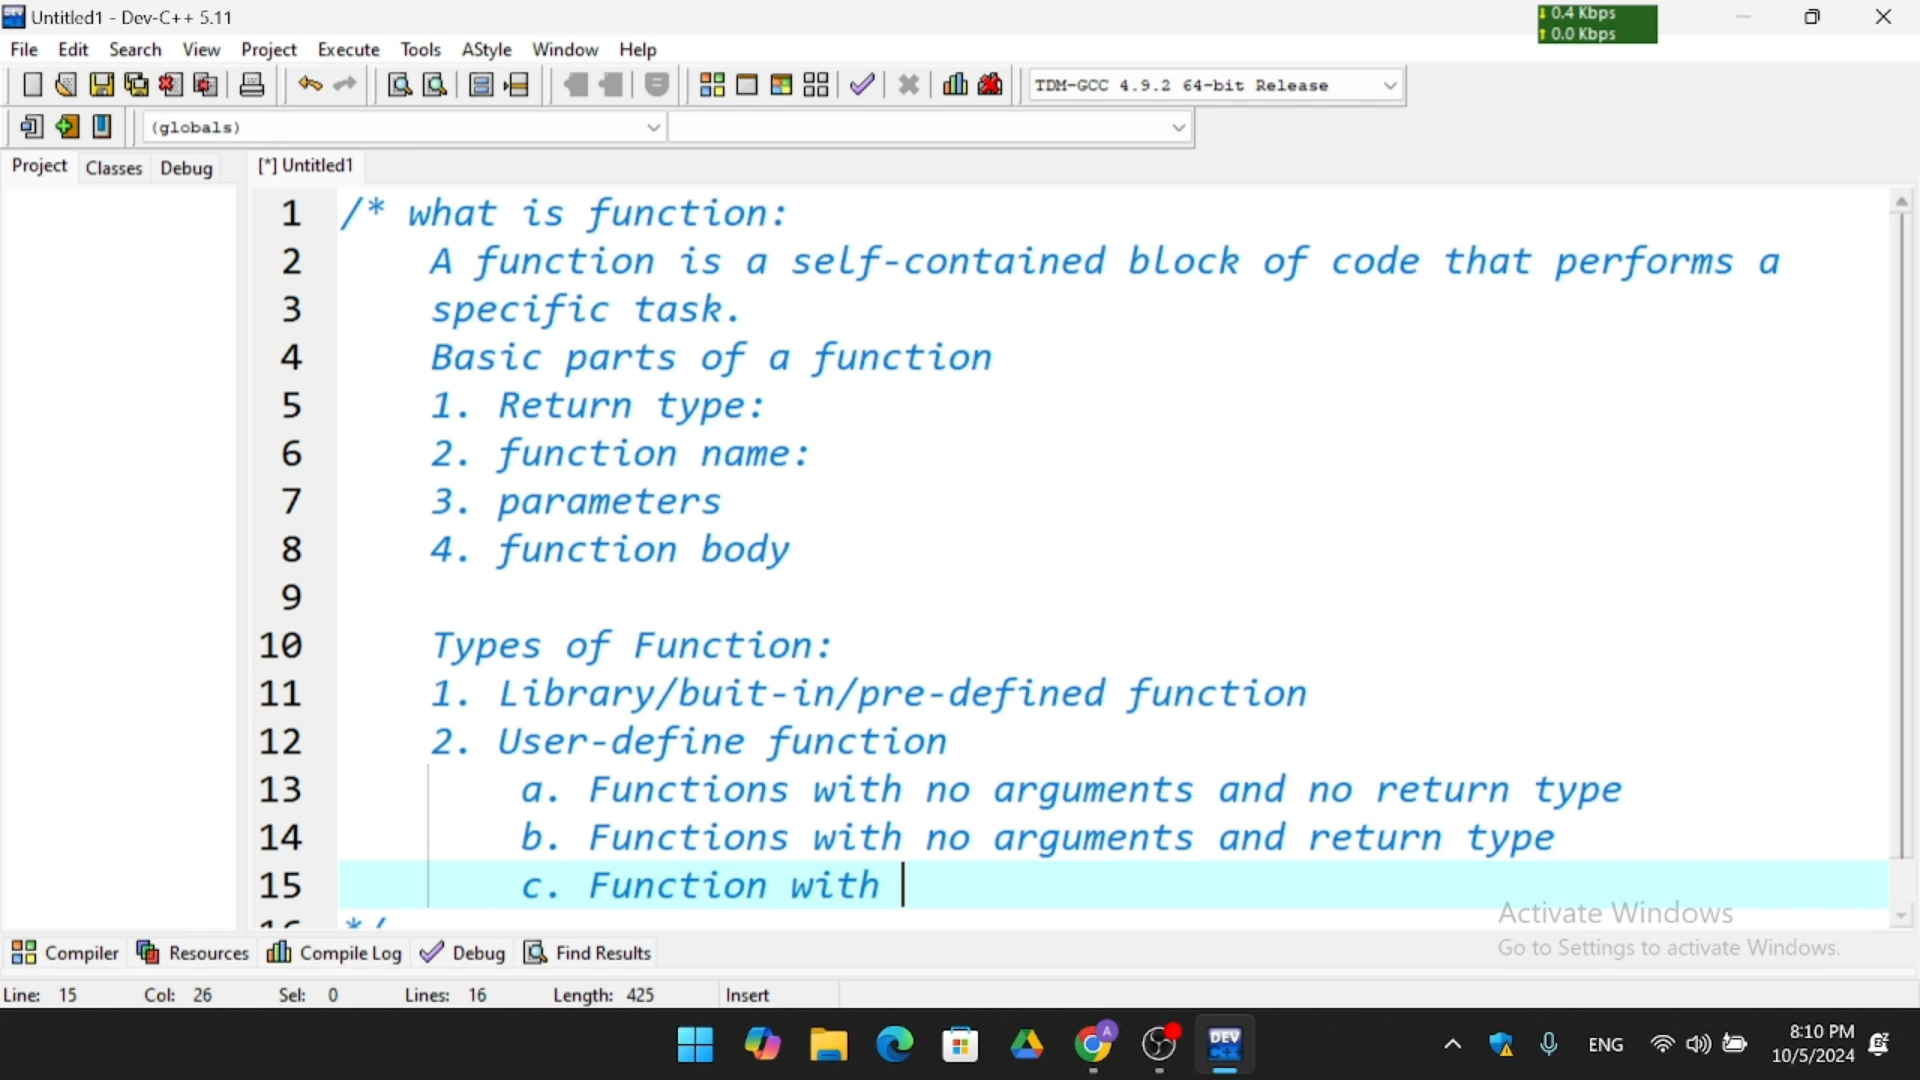 Untitled1 - Dev-C++ 5.11
0.4 Kbps
0.0 Kbps
File Edit Search View Project Execute Tools AStyle Window Help
TDM-GCC 4.9.2 64-bit Release
(globals)
Project Classes Debug
[*] Untitled1
1 /* what is function:
2 A function is a self-contained block of code that performs a
3 specific task.
4 Basic parts of a function
5 1. Return type:
6 2. function name:
7 3. parameters
8 4. function body
9
10 Types of Function:
11 1. Library/buit-in/pre-defined function
12 2. User-define function
13 a. Functions with no arguments and no return type
14 b. Functions with no arguments and return type
15 c. Function with
16 */
Activate Windows
Go to Settings to activate Windows.
Compiler Resources Compile Log Debug Find Results
Line: 15 Col: 26 Sel: 0 Lines: 16 Length: 425 Insert
A
DEV
ENG
8:10 PM
10/5/2024